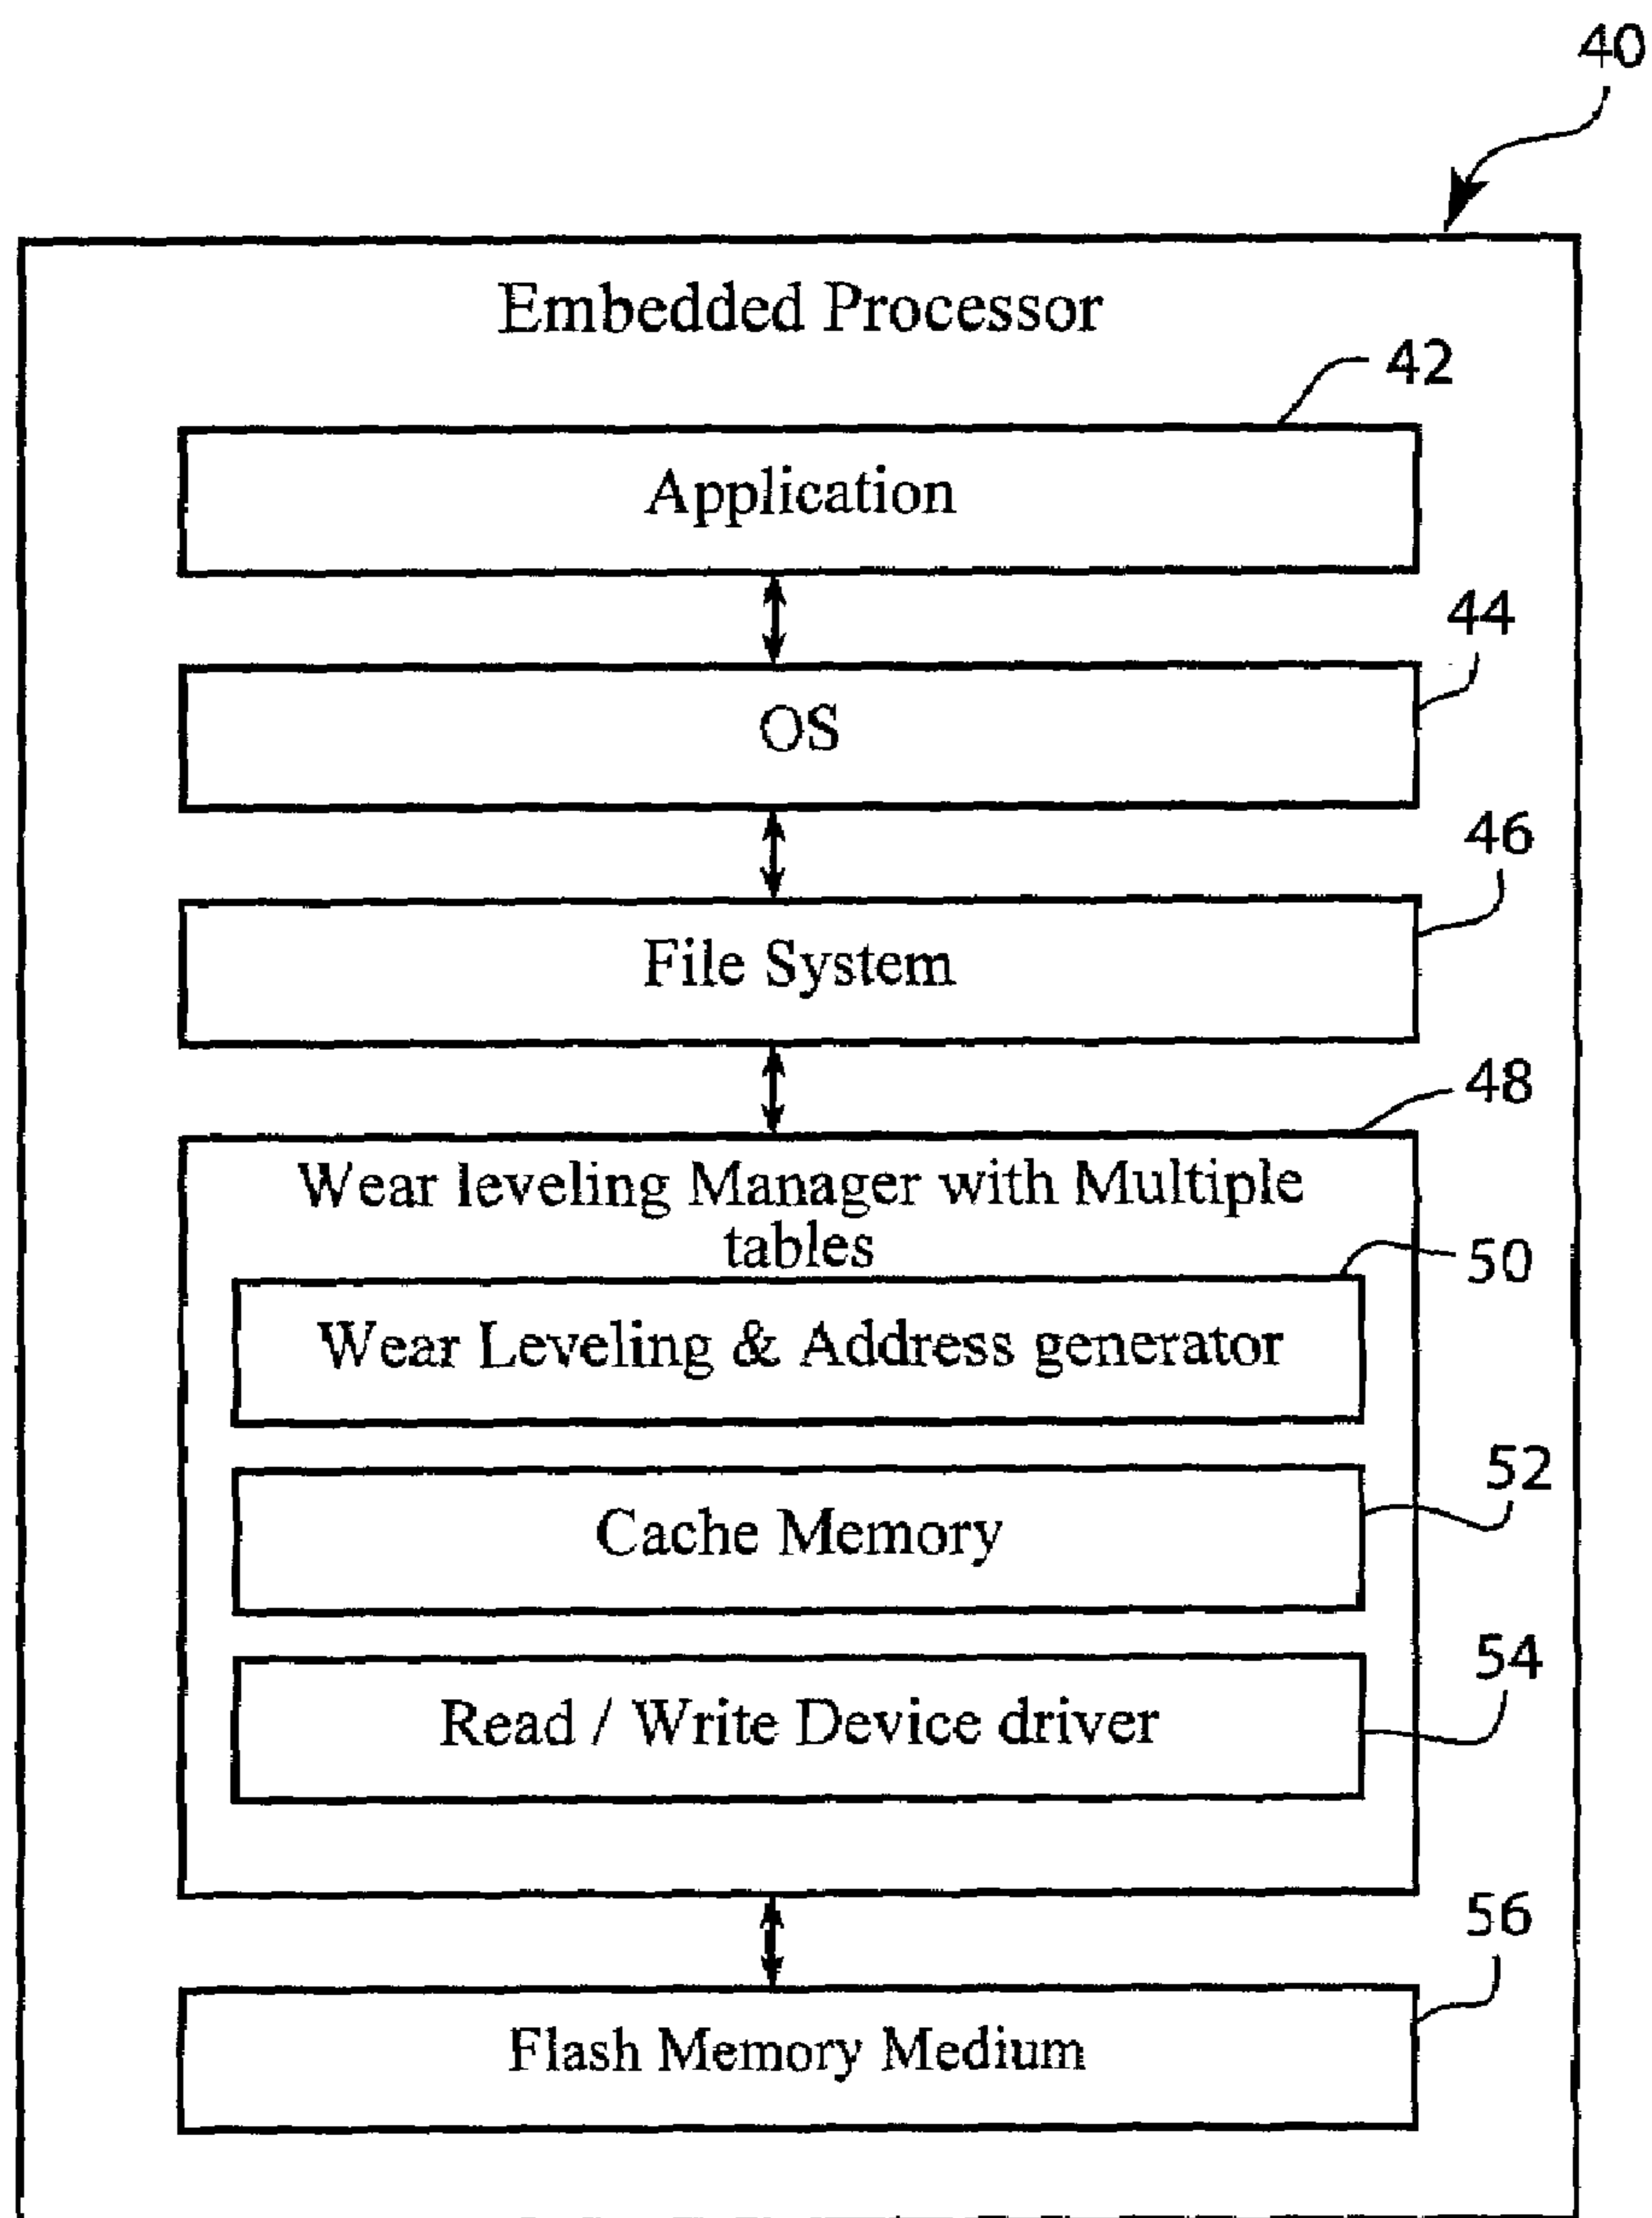 40
Embedded Processor
42
Application
44
OS
46
File System
48
Wear leveling Manager with Multiple
tables
50
Wear Leveling & Address generator
52
Cache Memory
54
Read / Write Device driver
56
Flash Memory Medium